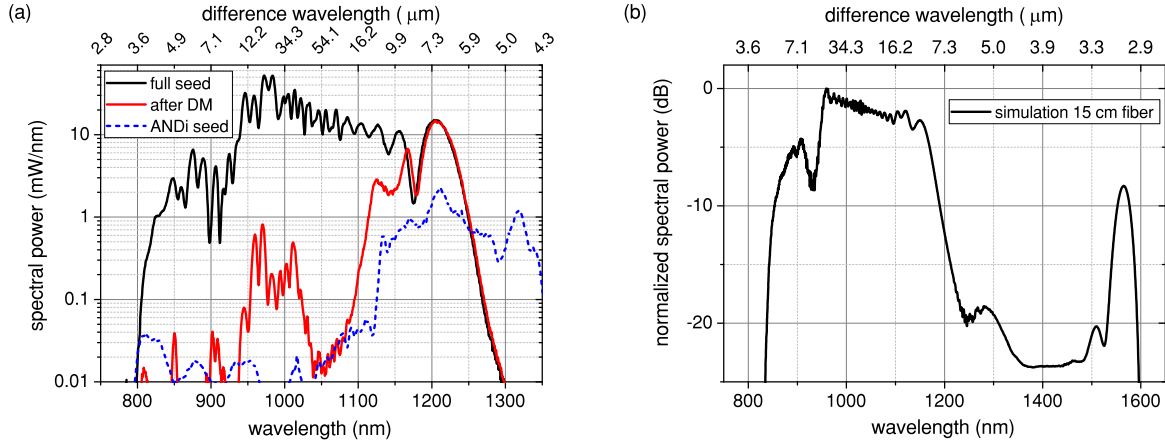 (a)
difference wavelength ( μm)
2.8 3.6 4.9 7.1 12.2 34.3 54.1 16.2 9.9 7.3 5.9 5.0 4.3
full seed
after DM
ANDi seed
spectral power (mW/nm)
10
1
0.1
0.01
800 900 1000 1100 1200 1300
wavelength (nm)
(b)
difference wavelength ( μm)
3.6 7.1 34.3 16.2 7.3 5.0 3.9 3.3 2.9
simulation 15 cm fiber
normalized spectral power (dB)
0
-10
-20
800 1000 1200 1400 1600
wavelength (nm)